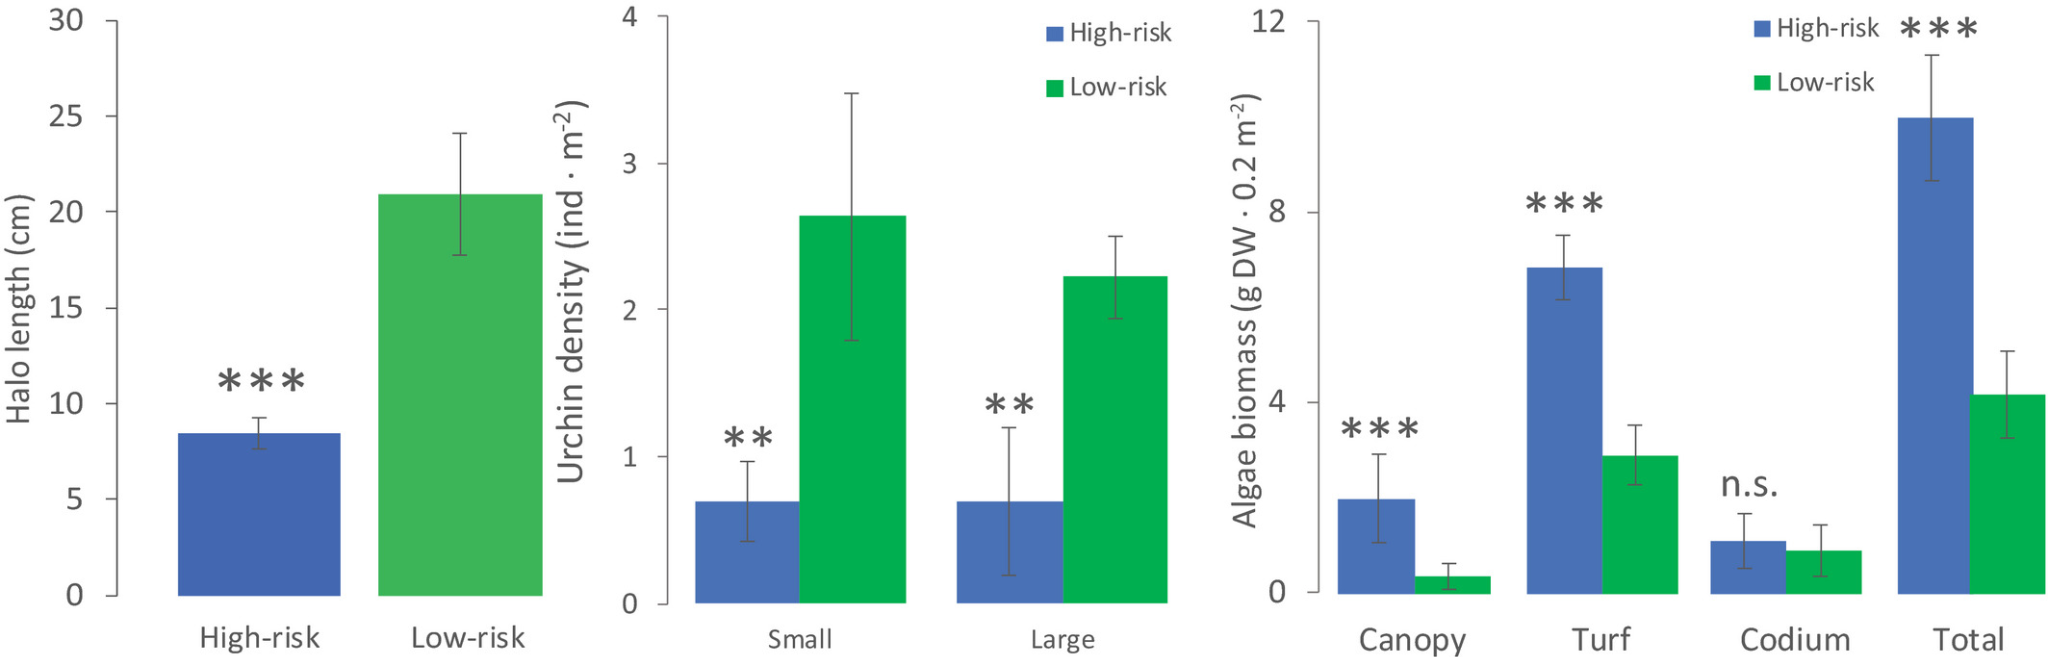 Halo length (cm)
30
25
20
15
10
5
0
***
High-risk
Low-risk
Urchin density (ind · m⁻²)
4
3
2
1
0
High-risk
Low-risk
**
**
Small
Large
Algae biomass (g DW · 0.2 m⁻²)
12
8
4
0
High-risk
Low-risk
***
***
n.s.
***
Canopy
Turf
Codium
Total